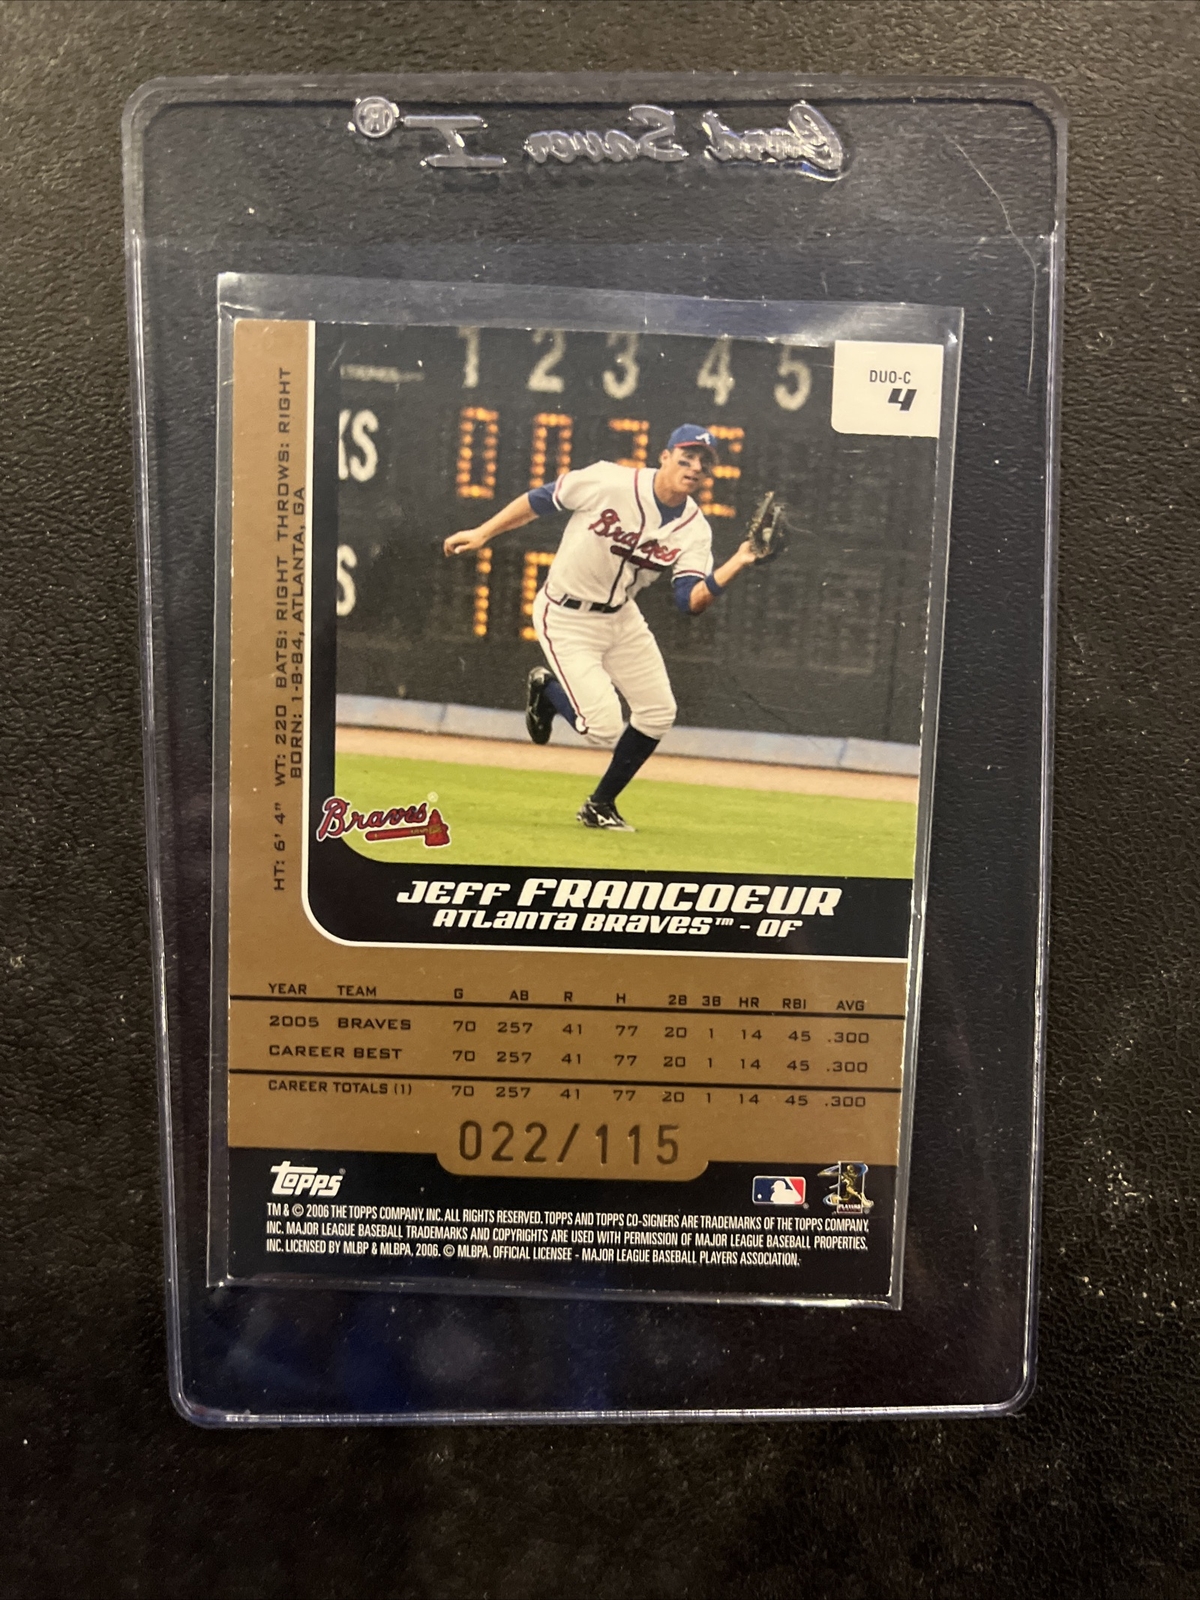 Card Saver I®
1 2 3 4 5
KS 0 0
S 1
DUO-C
4
HT: 6' 4" WT: 220 BATS: RIGHT THROWS: RIGHT
BORN: 1-8-84, ATLANTA, GA
Braves
Braves®
JEFF FRANCOEUR
ATLANTA BRAVES™ - OF
YEAR TEAM G AB R H 2B 3B HR RBI AVG
2005 BRAVES 70 257 41 77 20 1 14 45 .300
CAREER BEST 70 257 41 77 20 1 14 45 .300
CAREER TOTALS (1) 70 257 41 77 20 1 14 45 .300
022/115
topps®
TM & © 2006 THE TOPPS COMPANY, INC. ALL RIGHTS RESERVED. TOPPS AND TOPPS CO-SIGNERS ARE TRADEMARKS OF THE TOPPS COMPANY,
INC. MAJOR LEAGUE BASEBALL TRADEMARKS AND COPYRIGHTS ARE USED WITH PERMISSION OF MAJOR LEAGUE BASEBALL PROPERTIES,
INC. LICENSED BY MLBP & MLBPA, 2006. © MLBPA. OFFICIAL LICENSEE - MAJOR LEAGUE BASEBALL PLAYERS ASSOCIATION.